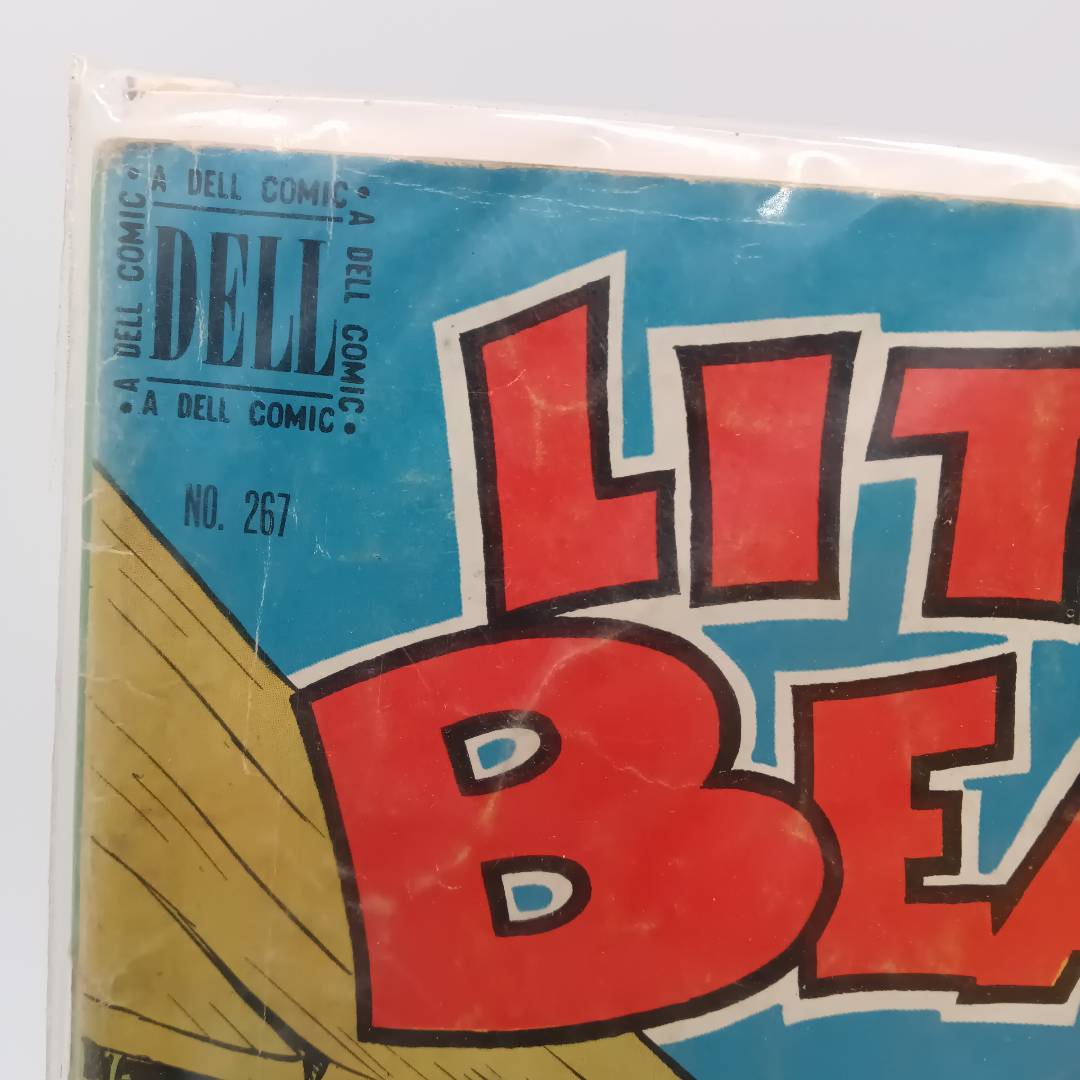 • A DELL COMIC •
A DELL COMIC •
A DELL COMIC •
• A DELL COMIC
DELL
NO. 267
LIT
BEA